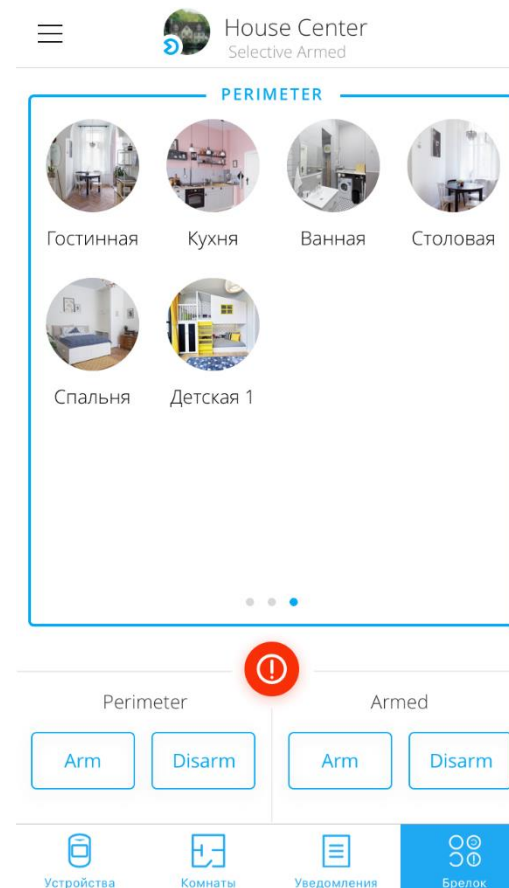 House Center
Selective Armed
PERIMETER
Гостинная Кухня Ванная Столовая
Спальня Детская 1
Perimeter Armed
Arm Disarm Arm Disarm
Устройства Комнаты Уведомления Брелок